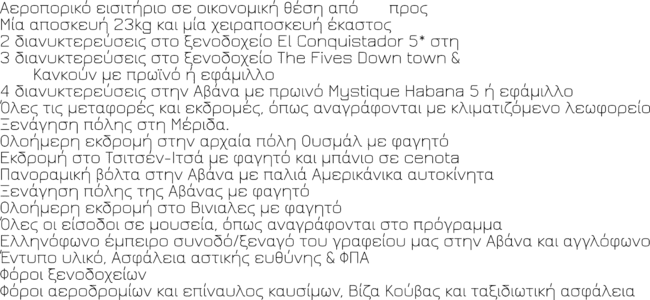 Αεροπορικό εισιτήριο σε οικονομική θέση από προς
Μία αποσκευή 23kg και μία χειραποσκευή έκαστος
2 διανυκτερεύσεις στο ξενοδοχείο El Conquistador 5* στη
3 διανυκτερεύσεις στο ξενοδοχείο The Fives Down town &
Κανκούν με πρωϊνό ή εφάμιλλο
4 διανυκτερεύσεις στην Αβάνα με πρωινό Mystique Habana 5 ή εφάμιλλο
Όλες τις μεταφορές και εκδρομές, όπως αναγράφονται με κλιματιζόμενο λεωφορείο
Ξενάγηση πόλης στη Μέριδα.
Ολοήμερη εκδρομή στην αρχαία πόλη Ουσμάλ με φαγητό
Εκδρομή στο Τσιτσέν-Ιτσά με φαγητό και μπάνιο σε cenota
Πανοραμική βόλτα στην Αβάνα με παλιά Αμερικάνικα αυτοκίνητα
Ξενάγηση πόλης της Αβάνας με φαγητό
Ολοήμερη εκδρομή στο Βινιαλες με φαγητό
Όλες οι είσοδοι σε μουσεία, όπως αναγράφονται στο πρόγραμμα
Ελληνόφωνο έμπειρο συνοδό/ξεναγό του γραφείου μας στην Αβάνα και αγγλόφωνο
Έντυπο υλικό, Ασφάλεια αστικής ευθύνης & ΦΠΑ
Φόροι ξενοδοχείων
Φόροι αεροδρομίων και επίναυλος καυσίμων, Βίζα Κούβας και ταξιδιωτική ασφάλεια